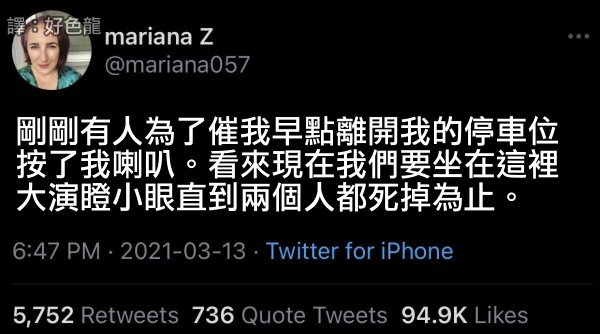 譯：好色龍
mariana Z
@mariana057
剛剛有人為了催我早點離開我的停車位
按了我喇叭。看來現在我們要坐在這裡
大演瞪小眼直到兩個人都死掉為止。
6:47 PM · 2021-03-13 · Twitter for iPhone
5,752 Retweets 736 Quote Tweets 94.9K Likes